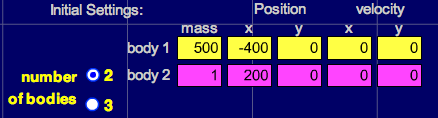 Initial Settings: Position velocity
mass x y x y
body 1 500 -400 0 0 0
number 2 body 2 1 200 0 0 0
of bodies 3